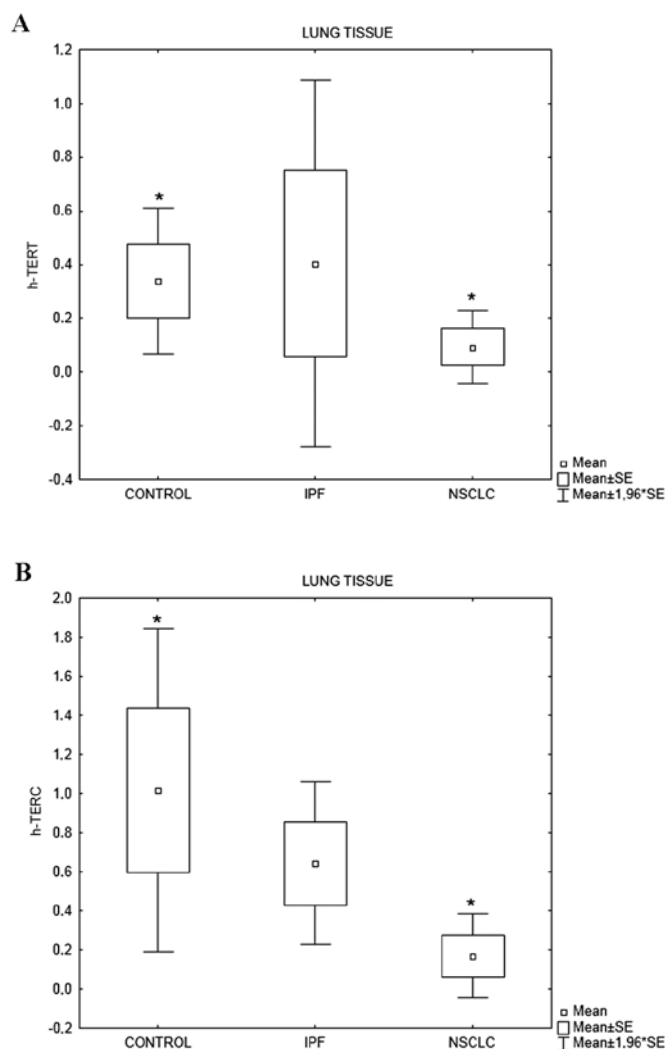 A
LUNG TISSUE
1.2
1.0
0.8
0.6
0.4
0.2
0.0
-0.2
-0.4
h-TERT
*
*
CONTROL IPF NSCLC
Mean
Mean±SE
Mean±1,96*SE
B
LUNG TISSUE
2.0
1.8
1.6
1.4
1.2
1.0
0.8
0.6
0.4
0.2
0.0
-0.2
h-TERC
*
*
CONTROL IPF NSCLC
Mean
Mean±SE
Mean±1,96*SE